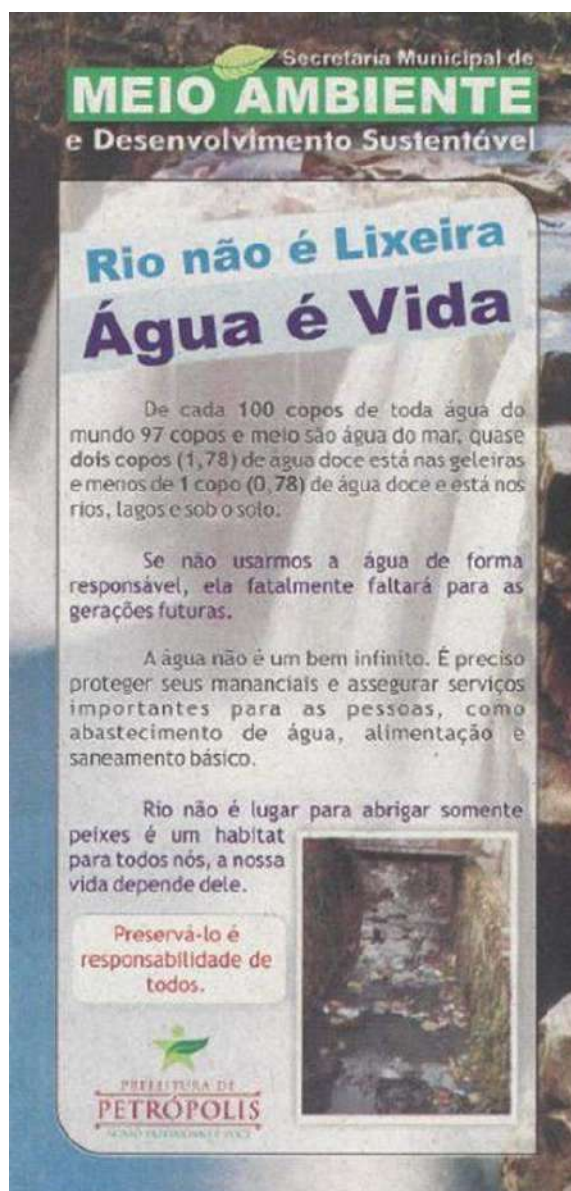 Secretaria Municipal de
MEIO AMBIENTE
e Desenvolvimento Sustentável
Rio não é Lixeira
Água é Vida
De cada 100 copos de toda água do
mundo 97 copos e meio são água do mar, quase
dois copos (1,78) de água doce está nas geleiras
e menos de 1 copo (0,78) de água doce e está nos
rios, lagos e sob o solo.
Se não usarmos a água de forma
responsável, ela fatalmente faltará para as
gerações futuras.
A água não é um bem infinito. É preciso
proteger seus mananciais e assegurar serviços
importantes para as pessoas, como
abastecimento de água, alimentação e
saneamento básico.
Rio não é lugar para abrigar somente
peixes é um habitat
para todos nós, a nossa
vida depende dele.
Preservá-lo é
responsabilidade de
todos.
PREFEITURA DE
PETRÓPOLIS